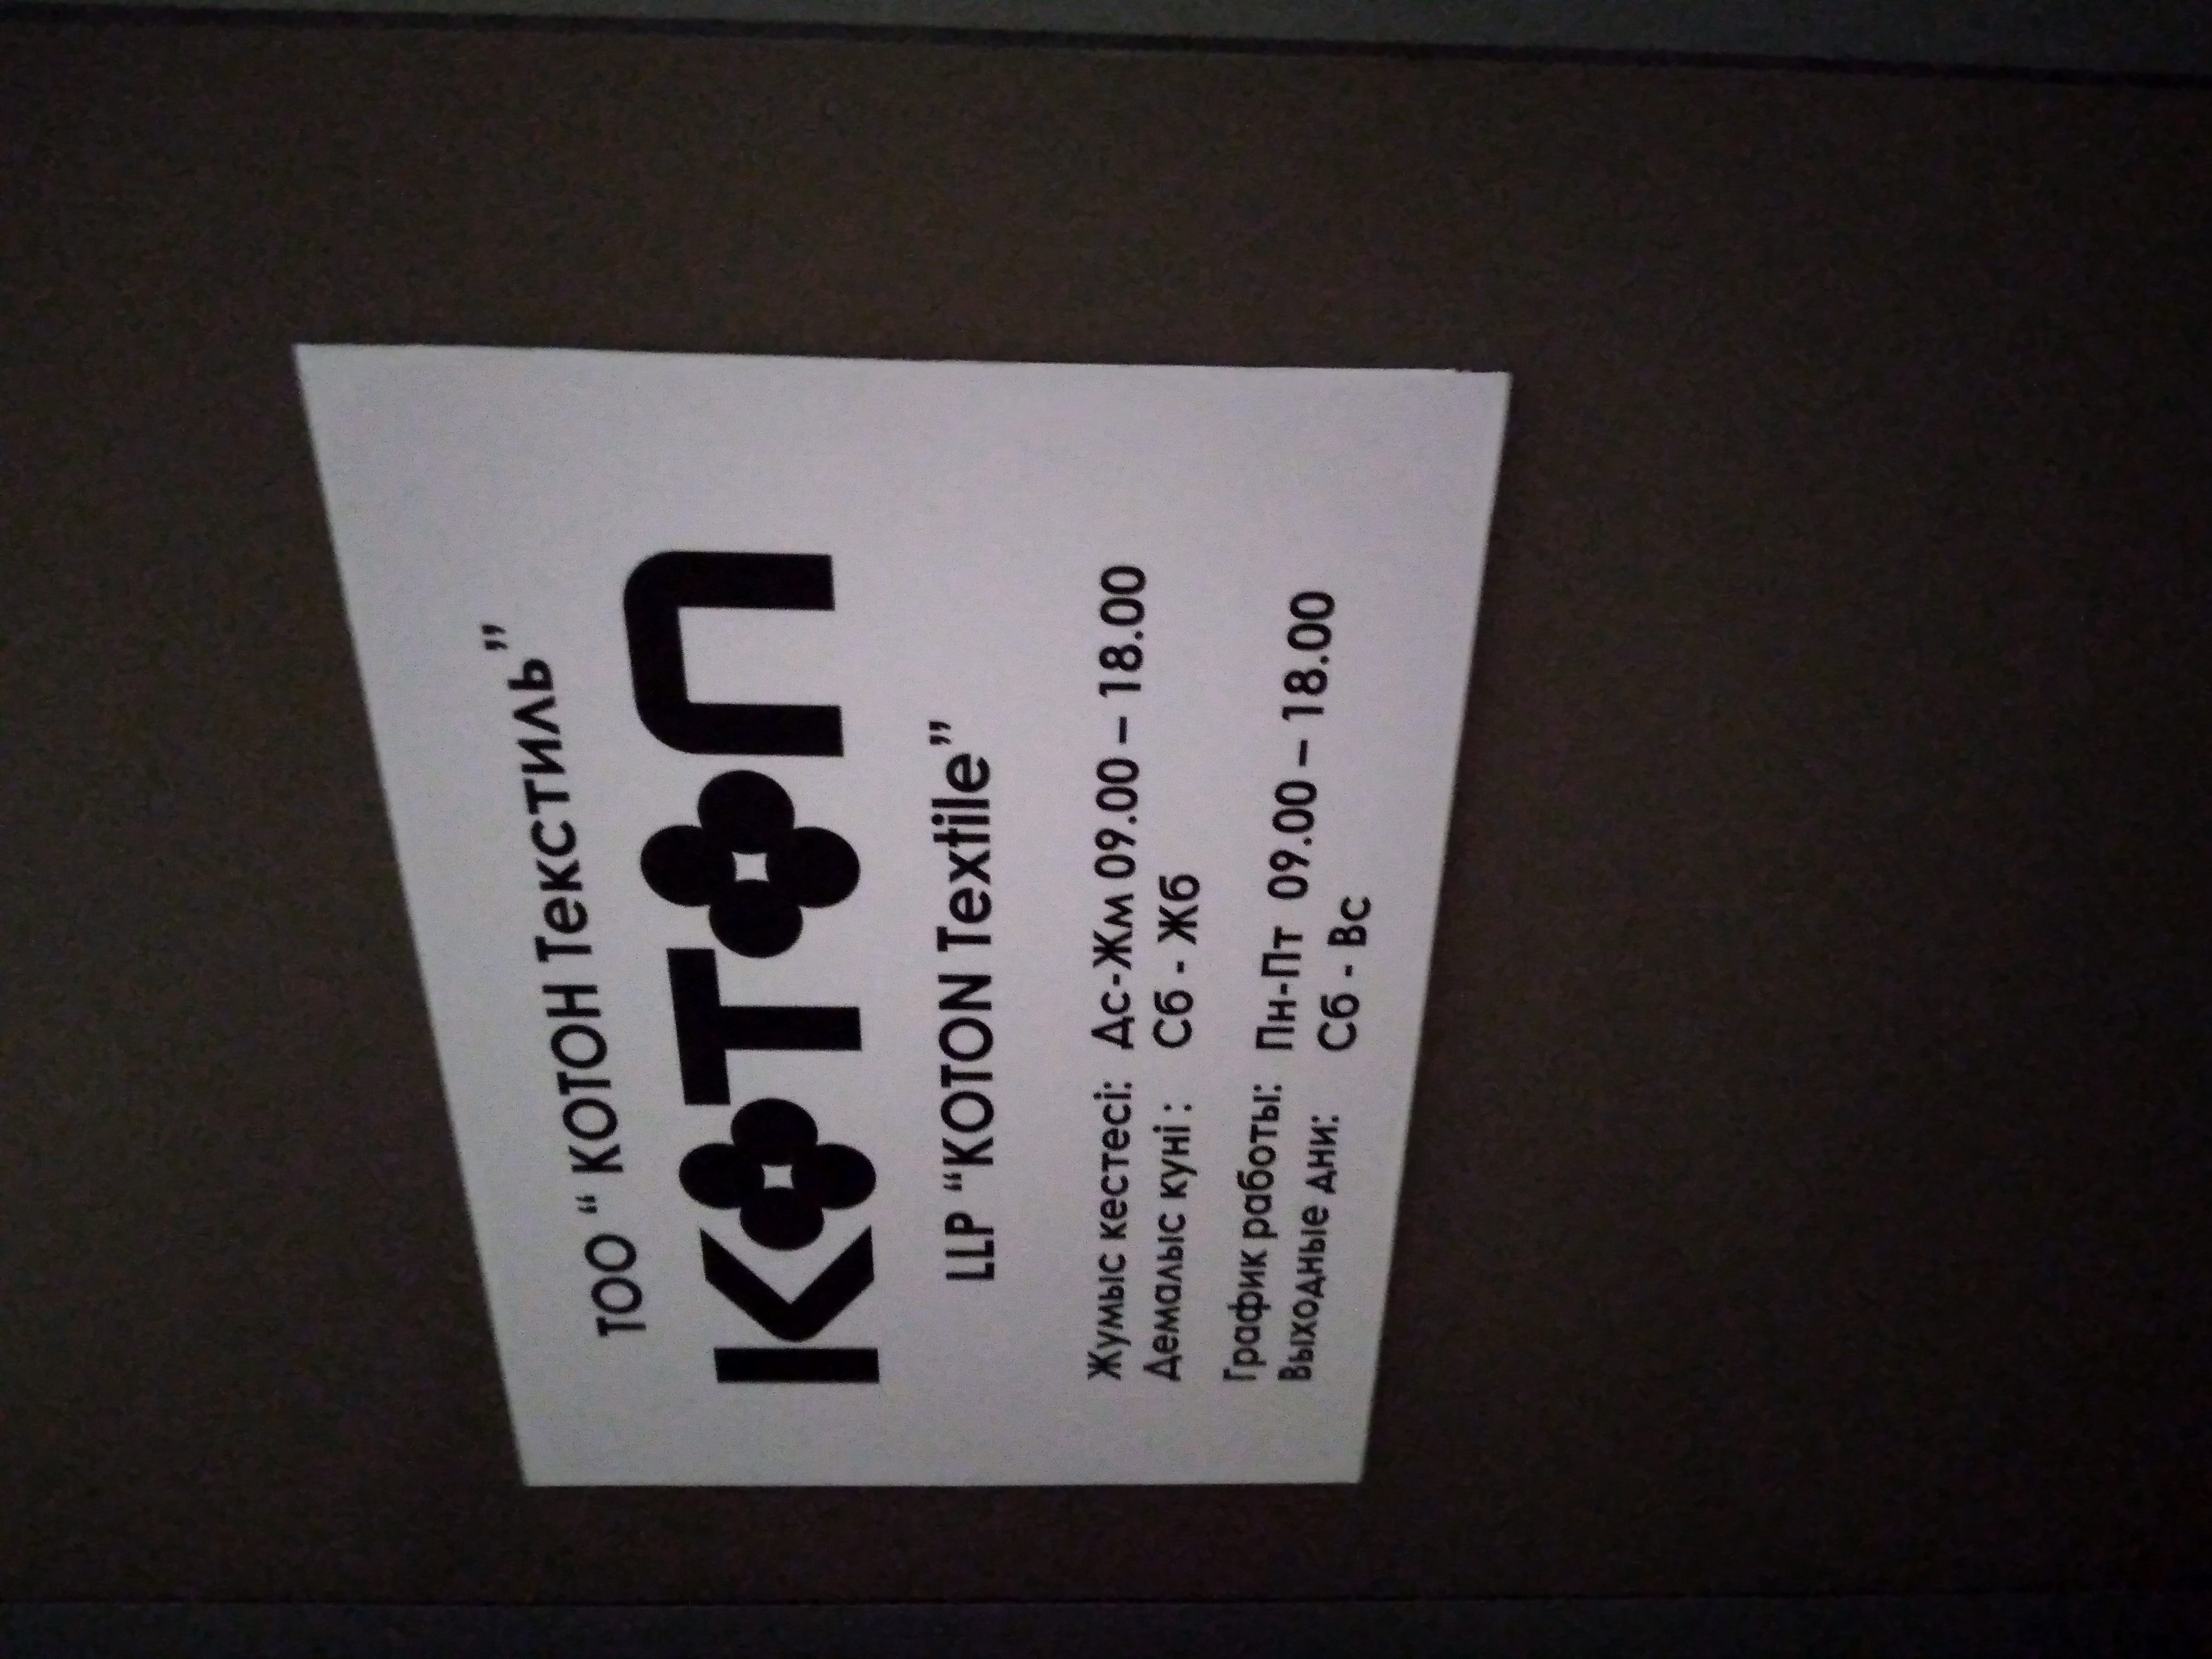 ТОО “ КОТОН Текстиль”
KOTON
LLP “KOTON Textile”
Жумыс кестесі: Дс-Жм 09.00 – 18.00
Демалыс куні : Сб - Жб
График работы: Пн-Пт 09.00 – 18.00
Выходные дни: Сб - Вс